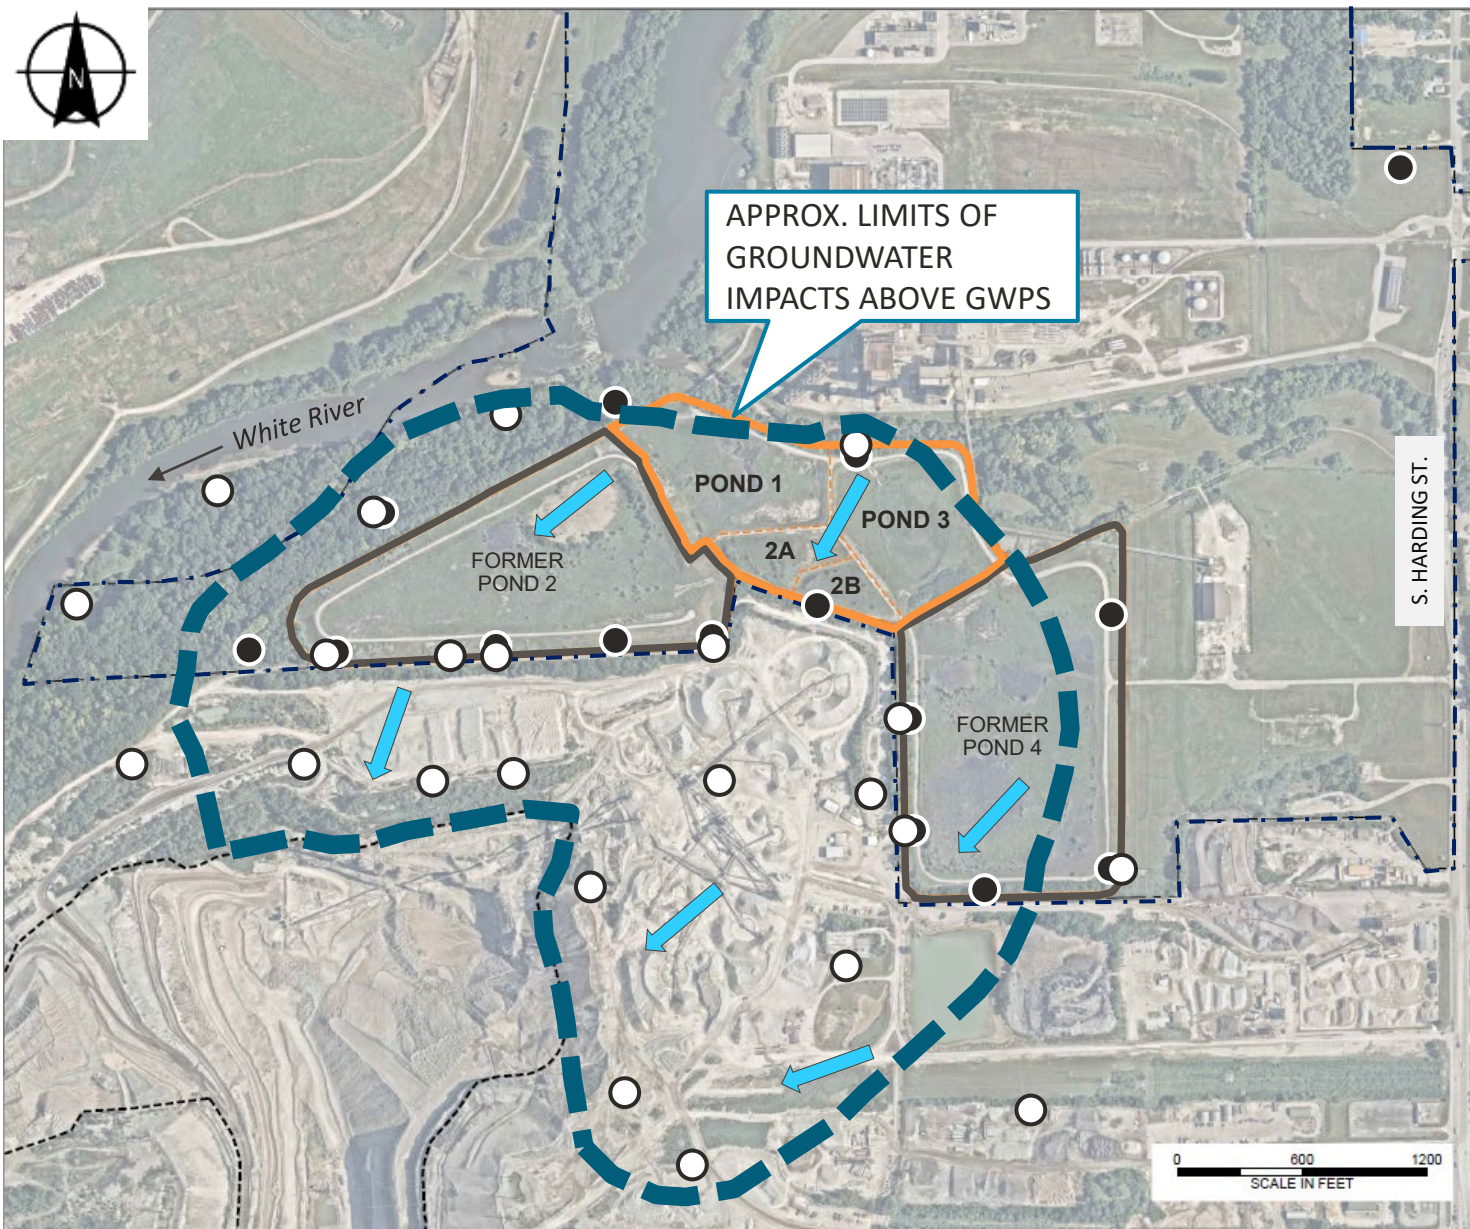 N
APPROX. LIMITS OF
GROUNDWATER
IMPACTS ABOVE GWPS
White River
POND 1
POND 3
2A
2B
FORMER
POND 2
FORMER
POND 4
S. HARDING ST.
0 600 1200
SCALE IN FEET